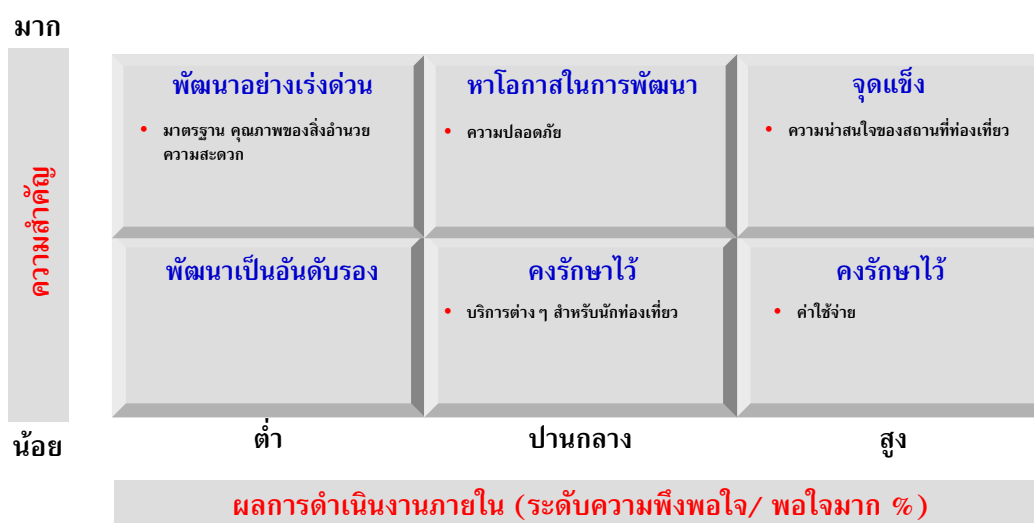 มาก
พัฒนาอย่างเร่งด่วน
• มาตรฐาน คุณภาพของสิ่งอำนวย
ความสะดวก
หาโอกาสในการพัฒนา
• ความปลอดภัย
จุดแข็ง
• ความน่าสนใจของสถานที่ท่องเที่ยว
ความสำคัญ
พัฒนาเป็นอันดับรอง
คงรักษาไว้
• บริการต่าง ๆ สำหรับนักท่องเที่ยว
คงรักษาไว้
• ค่าใช้จ่าย
น้อย
ต่ำ
ปานกลาง
สูง
ผลการดำเนินงานภายใน (ระดับความพึงพอใจ/ พอใจมาก %)